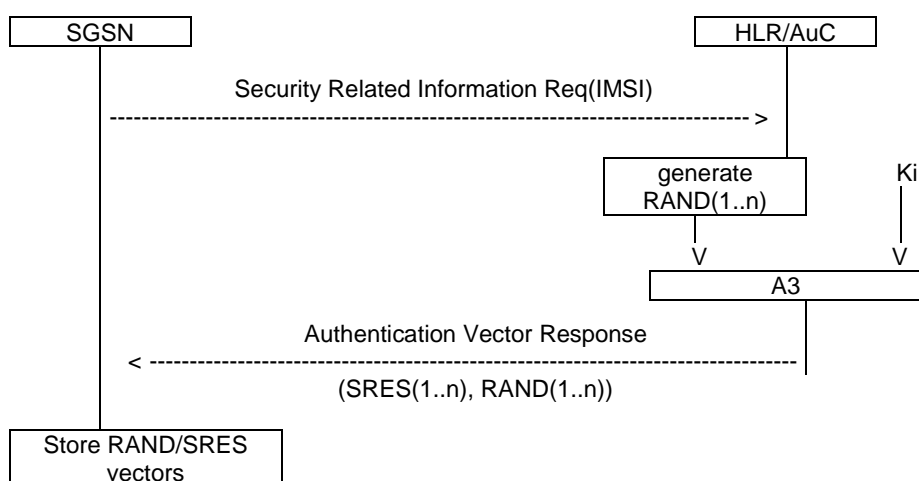 SGSN
HLR/AuC
Security Related Information Req(IMSI)
--------------------------------------------------------------------------------- >
generate
RAND(1..n)
Ki
V
V
A3
Authentication Vector Response
< ---------------------------------------------------------------------------------
(SRES(1..n), RAND(1..n))
Store RAND/SRES
vectors